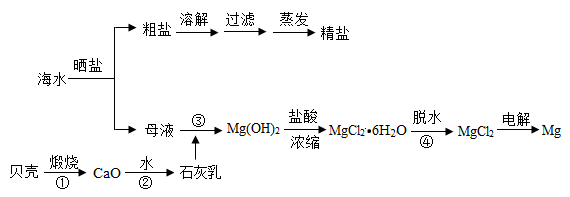 粗盐 溶解 过滤 蒸发 精盐
海水 晒盐
母液 ③ Mg(OH)₂ 盐酸 浓缩 MgCl₂·6H₂O 脱水 ④ MgCl₂ 电解 Mg
贝壳 煅烧 ① CaO 水 ② 石灰乳